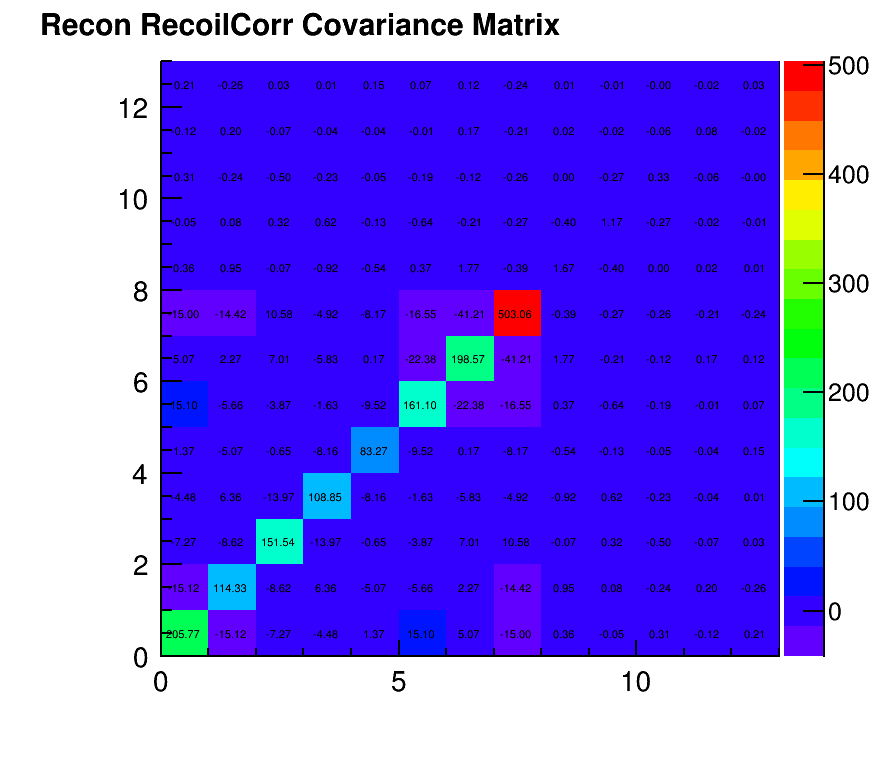 Recon RecoilCorr Covariance Matrix
0.21 -0.26 0.03 0.01 0.15 0.07 0.12 -0.24 0.01 -0.01 -0.00 -0.02 0.03
12
-0.12 0.20 -0.07 -0.04 -0.04 -0.01 0.17 -0.21 0.02 -0.02 -0.06 0.08 -0.02
0.31 -0.24 -0.50 -0.23 -0.05 -0.19 -0.12 -0.26 0.00 -0.27 0.33 -0.06 -0.00
10
-0.05 0.08 0.32 0.62 -0.13 -0.64 -0.21 -0.27 -0.40 1.17 -0.27 -0.02 -0.01
0.36 0.95 -0.07 -0.92 -0.54 0.37 1.77 -0.39 1.67 -0.40 0.00 0.02 0.01
8
-15.00 -14.42 10.58 -4.92 -8.17 -16.55 -41.21 503.06 -0.39 -0.27 -0.26 -0.21 -0.24
5.07 2.27 7.01 -5.83 0.17 -22.38 198.57 -41.21 1.77 -0.21 -0.12 0.17 0.12
6
15.10 -5.66 -3.87 -1.63 -9.52 161.10 -22.38 -16.55 0.37 -0.64 -0.19 -0.01 0.07
1.37 -5.07 -0.65 -8.16 83.27 -9.52 0.17 -8.17 -0.54 -0.13 -0.05 -0.04 0.15
4
-4.48 6.36 -13.97 108.85 -8.16 -1.63 -5.83 -4.92 -0.92 0.62 -0.23 -0.04 0.01
-7.27 -8.62 151.54 -13.97 -0.65 -3.87 7.01 10.58 -0.07 0.32 -0.50 -0.07 0.03
2
-15.12 114.33 -8.62 6.36 -5.07 -5.66 2.27 -14.42 0.95 0.08 -0.24 0.20 -0.26
205.77 -15.12 -7.27 -4.48 1.37 15.10 5.07 -15.00 0.36 -0.05 0.31 -0.12 0.21
0
0 5 10
500
400
300
200
100
0